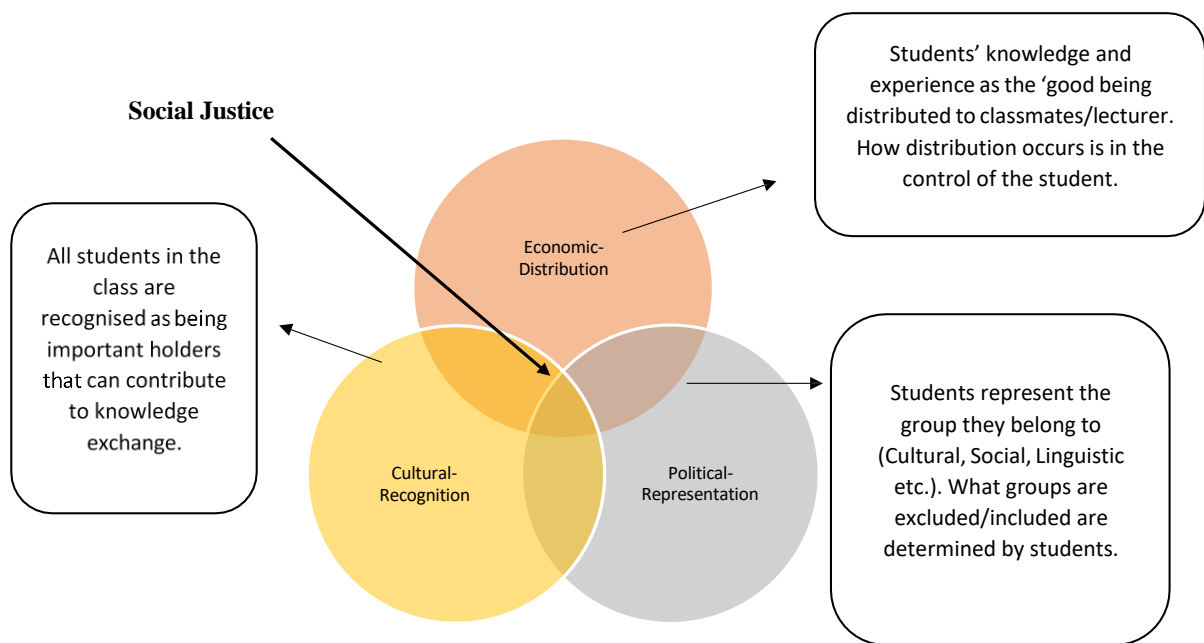 Social Justice
Students’ knowledge and
experience as the ‘good being
distributed to classmates/lecturer.
How distribution occurs is in the
control of the student.
All students in the
class are
recognised as being
important holders
that can contribute
to knowledge
exchange.
Economic-
Distribution
Cultural-
Recognition
Political-
Representation
Students represent the
group they belong to
(Cultural, Social, Linguistic
etc.). What groups are
excluded/included are
determined by students.